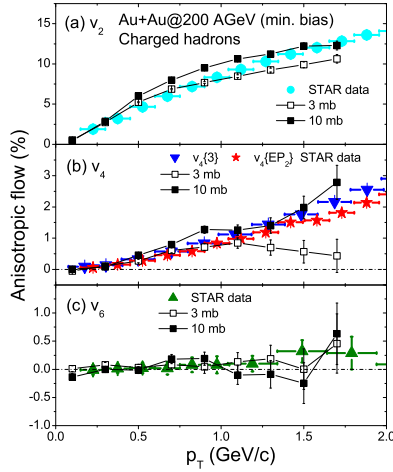 (a) v2 Au+Au@200 AGeV (min. bias)
Charged hadrons
STAR data
3 mb
10 mb
15
10
5
0
(b) v4 v4{3} v4{EP2} STAR data
3 mb
10 mb
3
2
1
0
Anisotropic flow (%)
(c) v6 STAR data
3 mb
10 mb
1.0
0.5
0.0
-0.5
-1.0
0.0 0.5 1.0 1.5 2.0
pT (GeV/c)